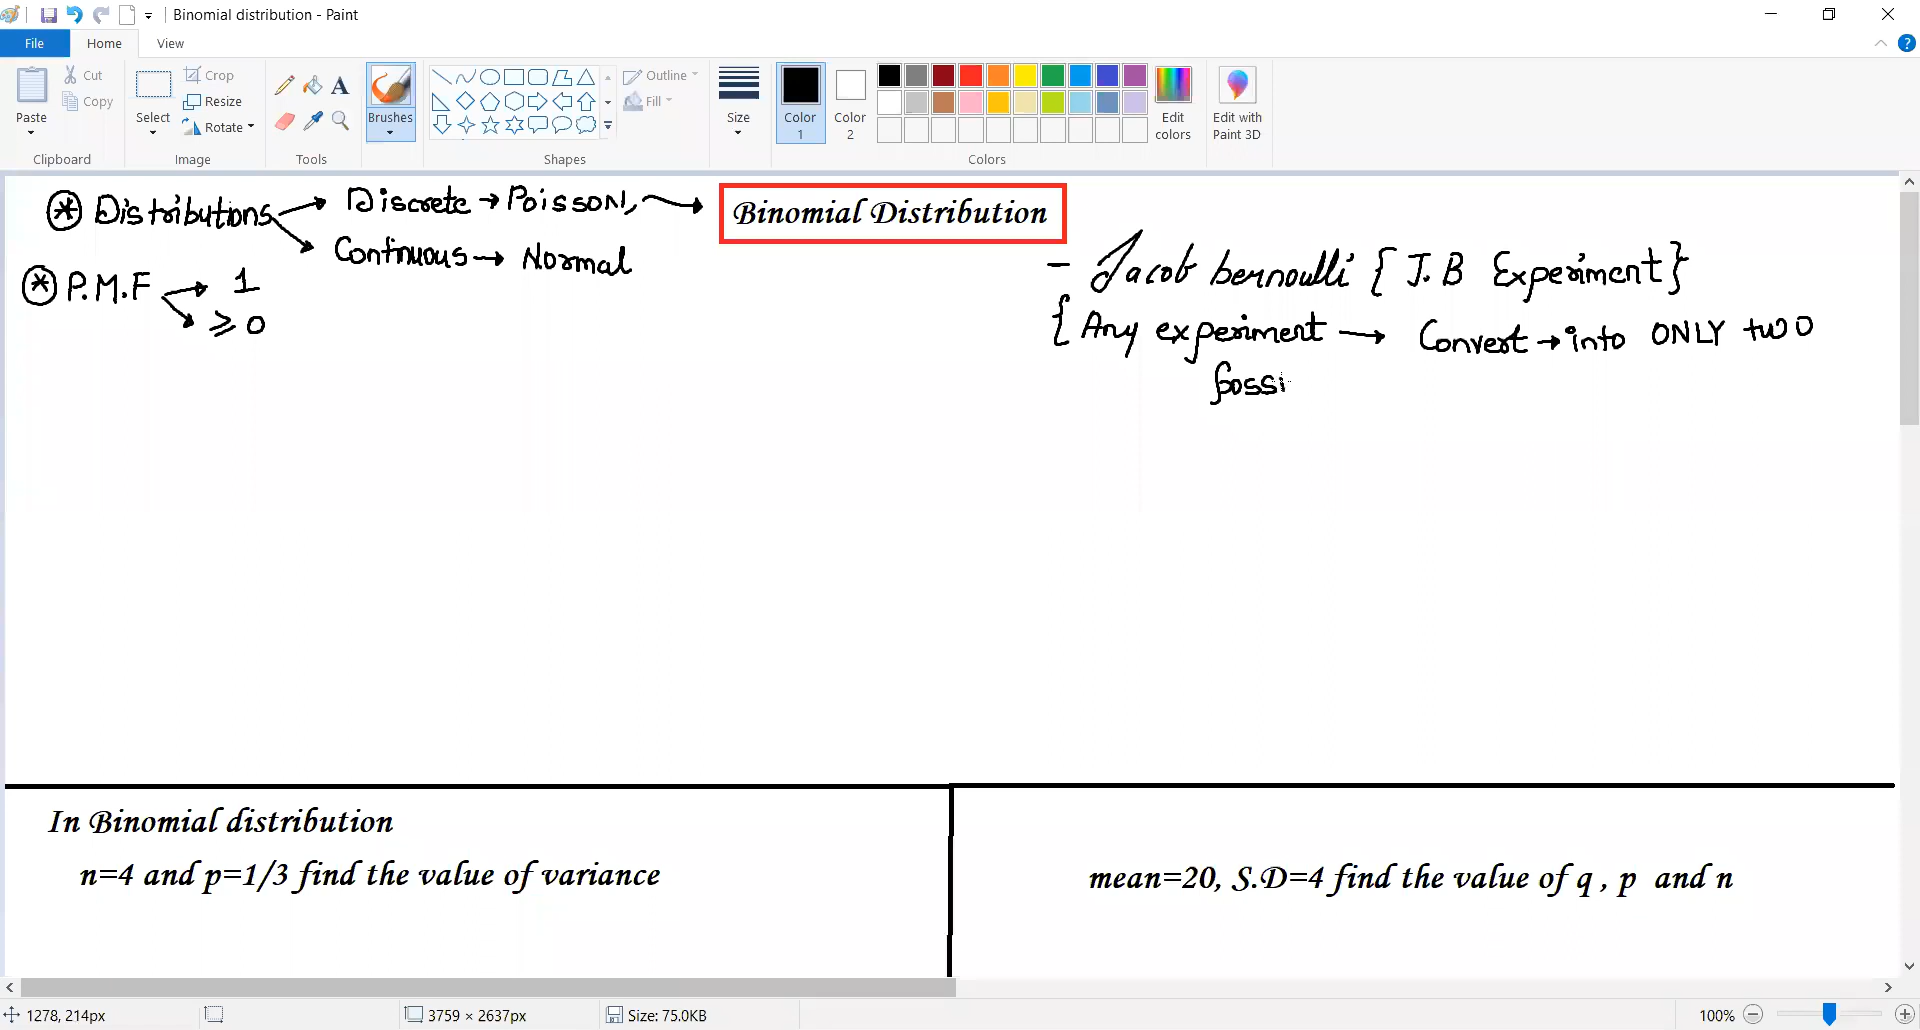 Binomial distribution - Paint
File Home View
Paste
Cut
Copy
Clipboard
Select
Crop
Resize
Rotate
Image
Tools
Brushes
Shapes
Outline
Fill
Size
Color 1
Color 2
Colors
Edit colors
Edit with Paint 3D
Distributions → Discrete → Poisson, → Binomial Distribution
Continuous → Normal
P.M.F → 1
≥ 0
- Jacob bernoulli { J.B Experiment }
{ Any experiment → Convert → into ONLY two
possi
In Binomial distribution
n=4 and p=1/3 find the value of variance
mean=20, S.D=4 find the value of q , p and n
1278, 214px
3759 × 2637px
Size: 75.0KB
100%